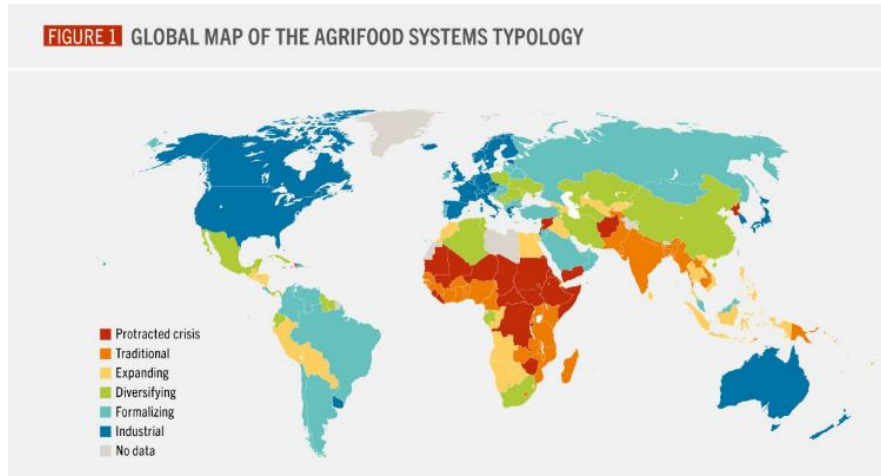 FIGURE 1 GLOBAL MAP OF THE AGRIFOOD SYSTEMS TYPOLOGY
Protracted crisis
Traditional
Expanding
Diversifying
Formalizing
Industrial
No data